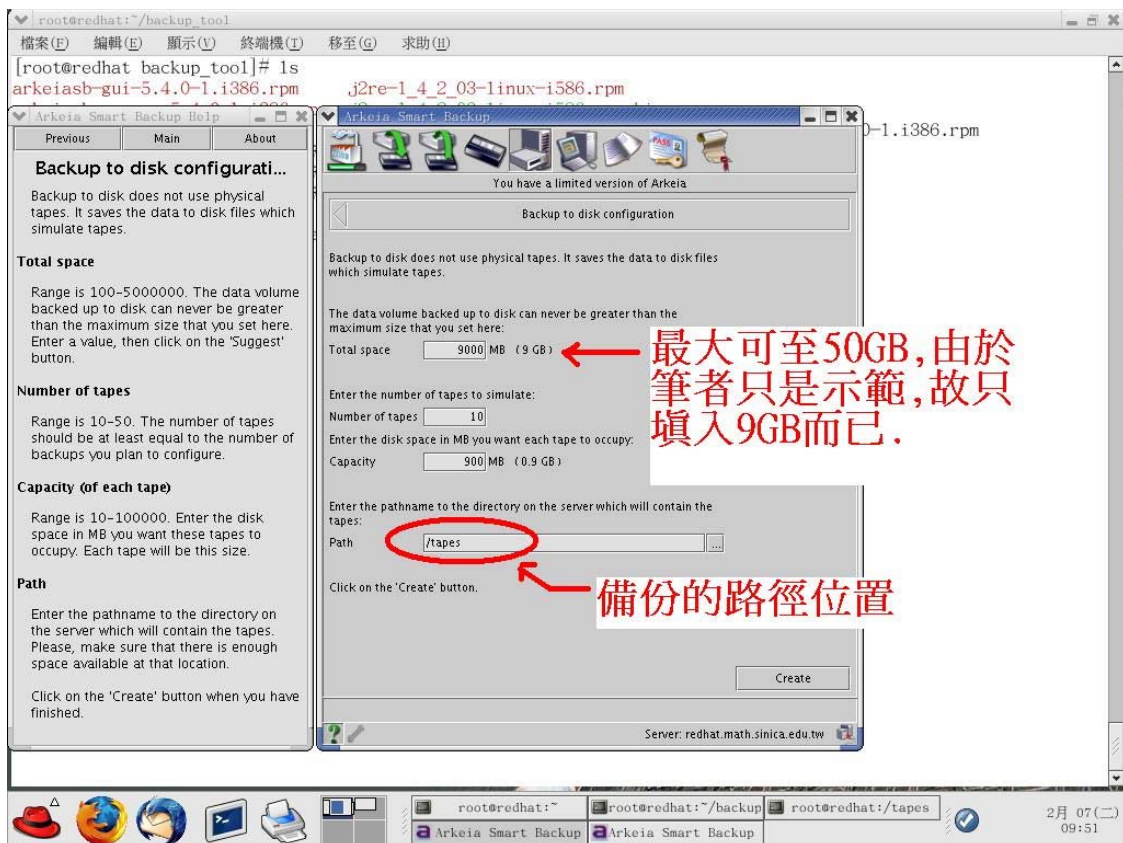 root@redhat:~/backup_tool
檔案(F) 編輯(E) 顯示(V) 終端機(T) 移至(G) 求助(H)
[root@redhat backup_tool]# ls
arkeiasb-gui-5.4.0-1.i386.rpm j2re-1_4_2_03-linux-i586.rpm
0-1.i386.rpm
Arkeia Smart Backup Help
Previous Main About
Backup to disk configurati...
Backup to disk does not use physical
tapes. It saves the data to disk files which
simulate tapes.
Total space
Range is 100-5000000. The data volume
backed up to disk can never be greater
than the maximum size that you set here.
Enter a value, then click on the 'Suggest'
button.
Number of tapes
Range is 10-50. The number of tapes
should be at least equal to the number of
backups you plan to configure.
Capacity (of each tape)
Range is 10-100000. Enter the disk
space in MB you want these tapes to
occupy. Each tape will be this size.
Path
Enter the pathname to the directory on
the server which will contain the tapes.
Please, make sure that there is enough
space available at that location.
Click on the 'Create' button when you have
finished.
Arkeia Smart Backup
PASS
You have a limited version of Arkeia
Backup to disk configuration
Backup to disk does not use physical tapes. It saves the data to disk files
which simulate tapes.
The data volume backed up to disk can never be greater than the
maximum size that you set here:
Total space 9000 MB (9 GB)
Enter the number of tapes to simulate:
Number of tapes 10
Enter the disk space in MB you want each tape to occupy:
Capacity 900 MB (0.9 GB)
Enter the pathname to the directory on the server which will contain the
tapes:
Path /tapes ...
Click on the 'Create' button.
Create
Server: redhat.math.sinica.edu.tw
最大可至50GB,由於
筆者只是示範,故只
填入9GB而已.
備份的路徑位置
root@redhat:~ root@redhat:~/backup root@redhat:/tapes
Arkeia Smart Backup Arkeia Smart Backup
2月 07(二)
09:51